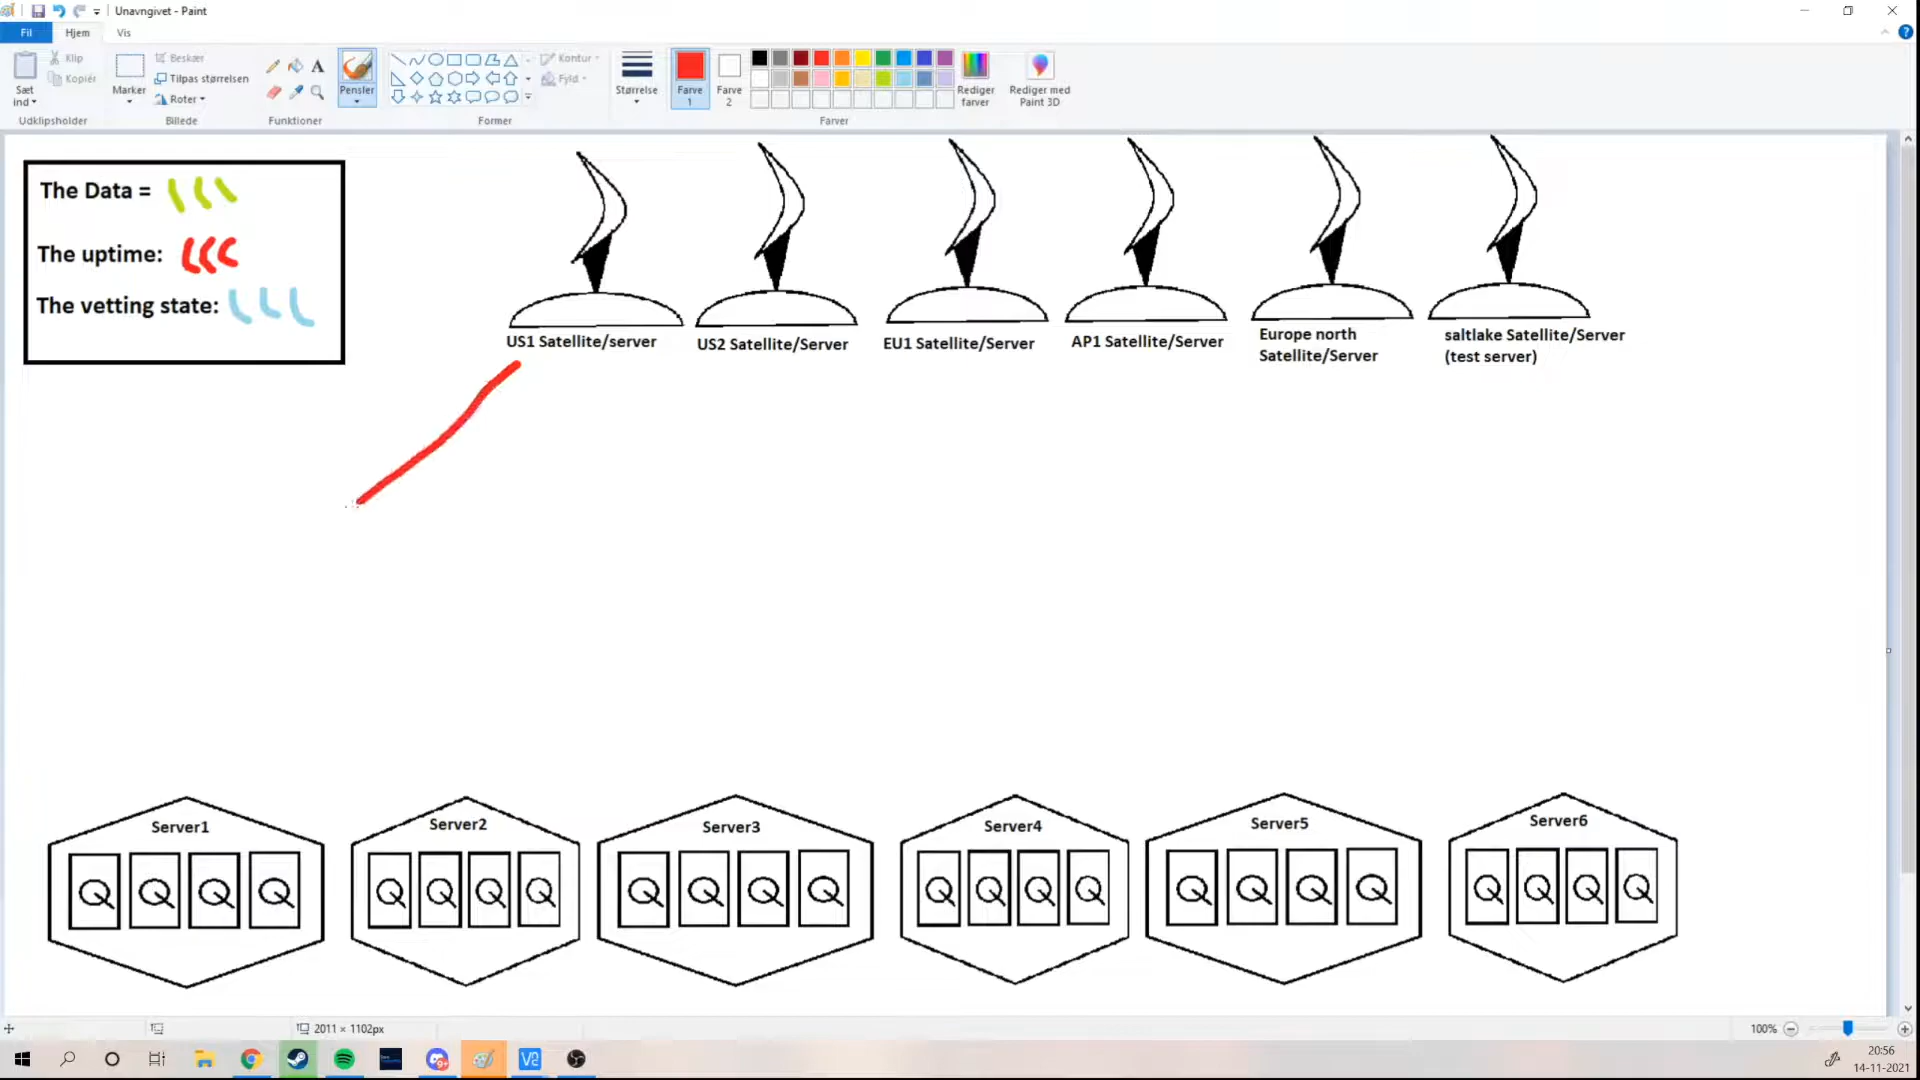 Unavngivet - Paint
Fil Hjem Vis
Sæt ind
Klip
Kopiér
Udklipsholder
Marker
Beskær
Tilpas størrelsen
Roter
Billede
A
Funktioner
Pensler
Kontur
Fyld
Former
Størrelse
Farve 1
Farve 2
Rediger farver
Rediger med Paint 3D
Farver
The Data =
The uptime:
The vetting state:
US1 Satellite/server
US2 Satellite/Server
EU1 Satellite/Server
AP1 Satellite/Server
Europe north
Satellite/Server
saltlake Satellite/Server
(test server)
Server1
Q Q Q Q
Server2
Q Q Q Q
Server3
Q Q Q Q
Server4
Q Q Q Q
Server5
Q Q Q Q
Server6
Q Q Q Q
2011 × 1102px
100%
20:56
14-11-2021